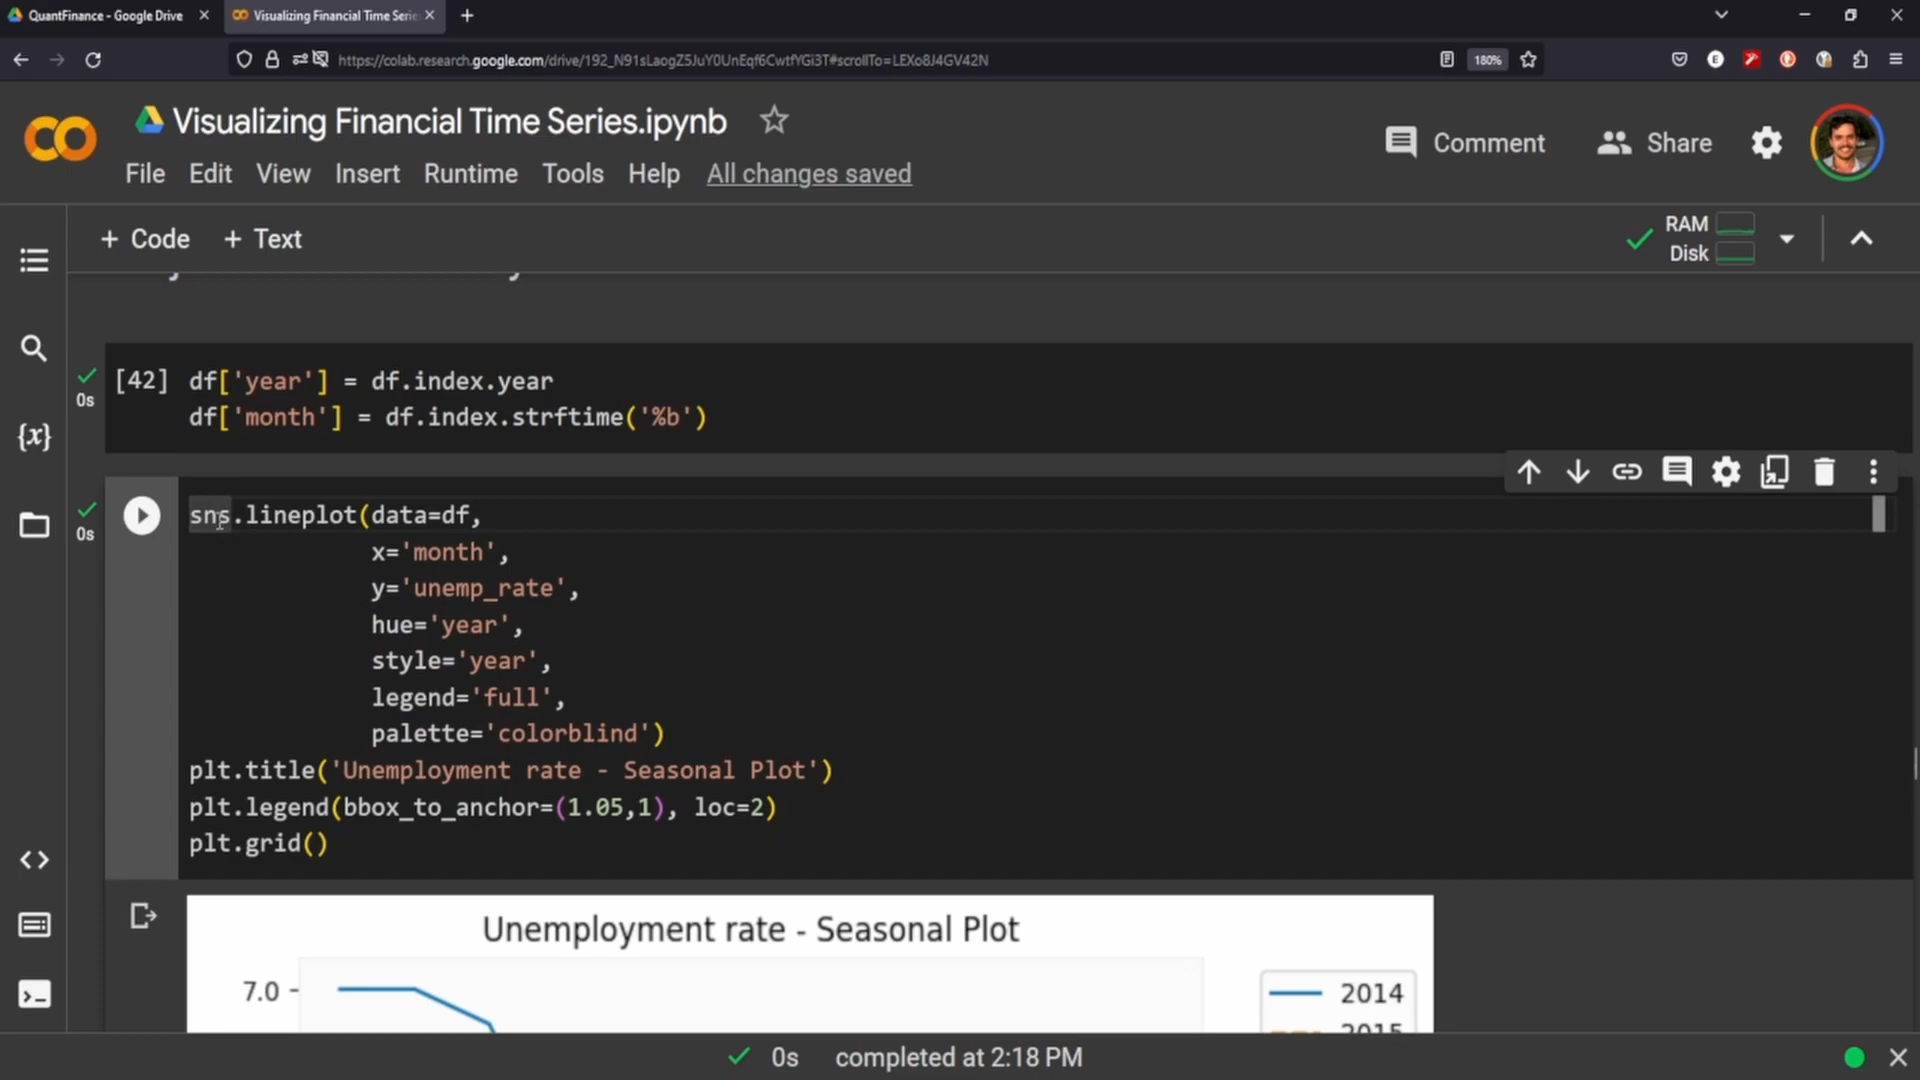 QuantFinance - Google Drive
Visualizing Financial Time Serie
https://colab.research.google.com/drive/192_N91sLaogZ5JuY0UnEqf6CwtfYGi3T#scrollTo=LEXo8J4GV42N
180%
Visualizing Financial Time Series.ipynb
Comment
Share
File Edit View Insert Runtime Tools Help All changes saved
+ Code + Text
RAM
Disk
[42] df['year'] = df.index.year
0s
df['month'] = df.index.strftime('%b')
sns.lineplot(data=df,
0s
x='month',
y='unemp_rate',
hue='year',
style='year',
legend='full',
palette='colorblind')
plt.title('Unemployment rate - Seasonal Plot')
plt.legend(bbox_to_anchor=(1.05,1), loc=2)
plt.grid()
Unemployment rate - Seasonal Plot
7.0
2014
2015
0s completed at 2:18 PM